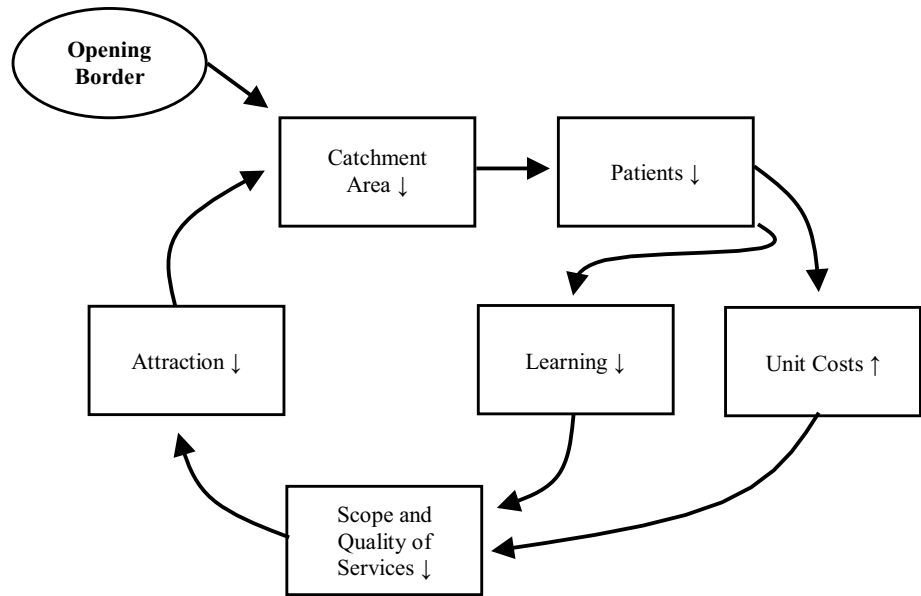 Opening
Border
Catchment
Area ↓
Patients ↓
Attraction ↓
Learning ↓
Unit Costs ↑
Scope and
Quality of
Services ↓